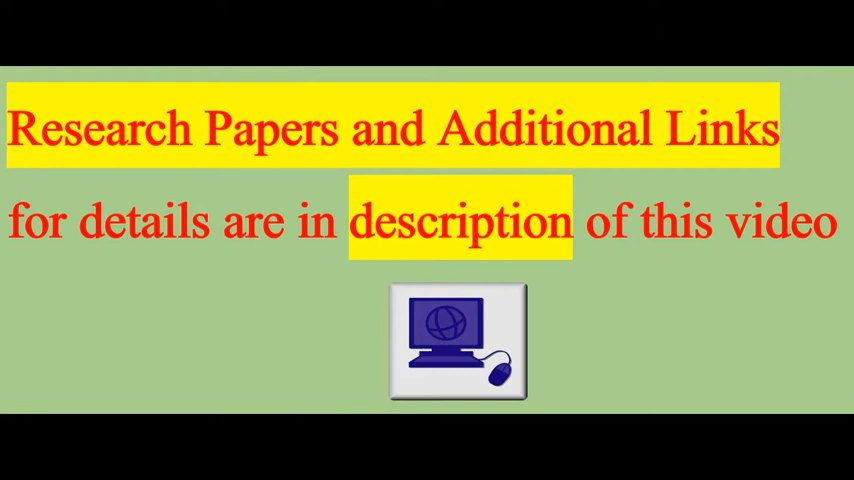 Research Papers and Additional Links
for details are in description of this video